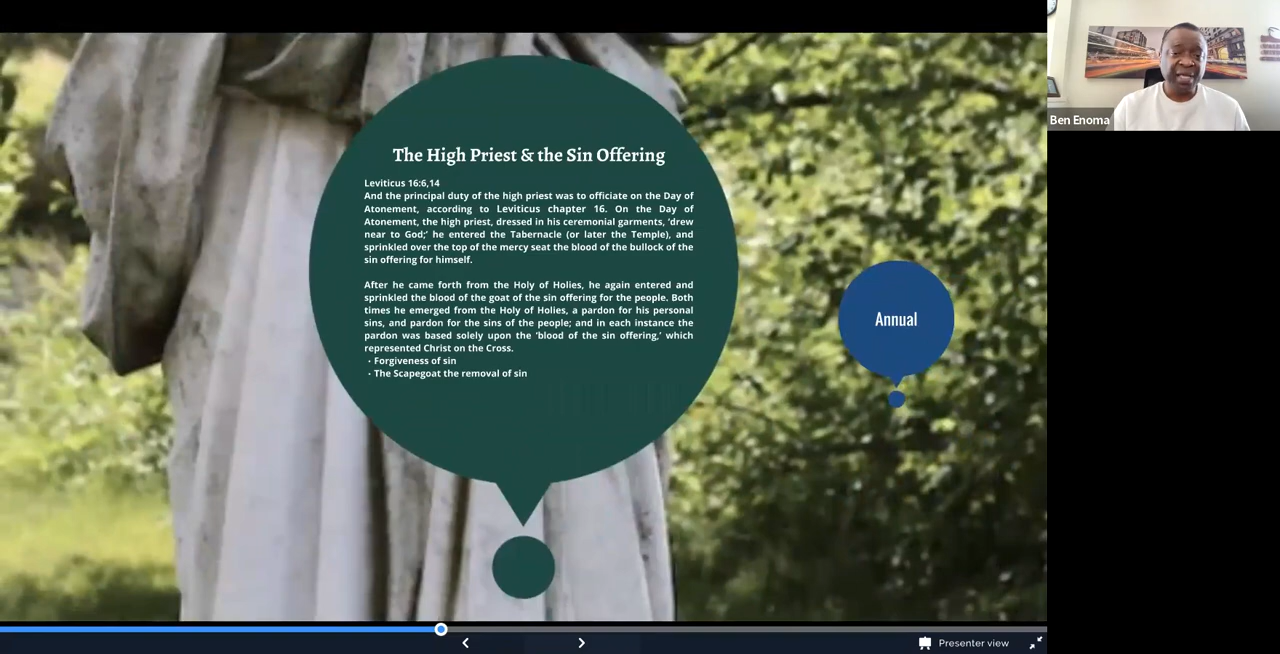 The High Priest & the Sin Offering
Leviticus 16:6,14
And the principal duty of the high priest was to officiate on the Day of
Atonement, according to Leviticus chapter 16. On the Day of
Atonement, the high priest, dressed in his ceremonial garments, ‘drew
near to God;’ he entered the Tabernacle (or later the Temple), and
sprinkled over the top of the mercy seat the blood of the bullock of the
sin offering for himself.
After he came forth from the Holy of Holies, he again entered and
sprinkled the blood of the goat of the sin offering for the people. Both
times he emerged from the Holy of Holies, a pardon for his personal
sins, and pardon for the sins of the people; and in each instance the
pardon was based solely upon the ‘blood of the sin offering,’ which
represented Christ on the Cross.
· Forgiveness of sin
· The Scapegoat the removal of sin
Annual
Ben Enoma
Presenter view